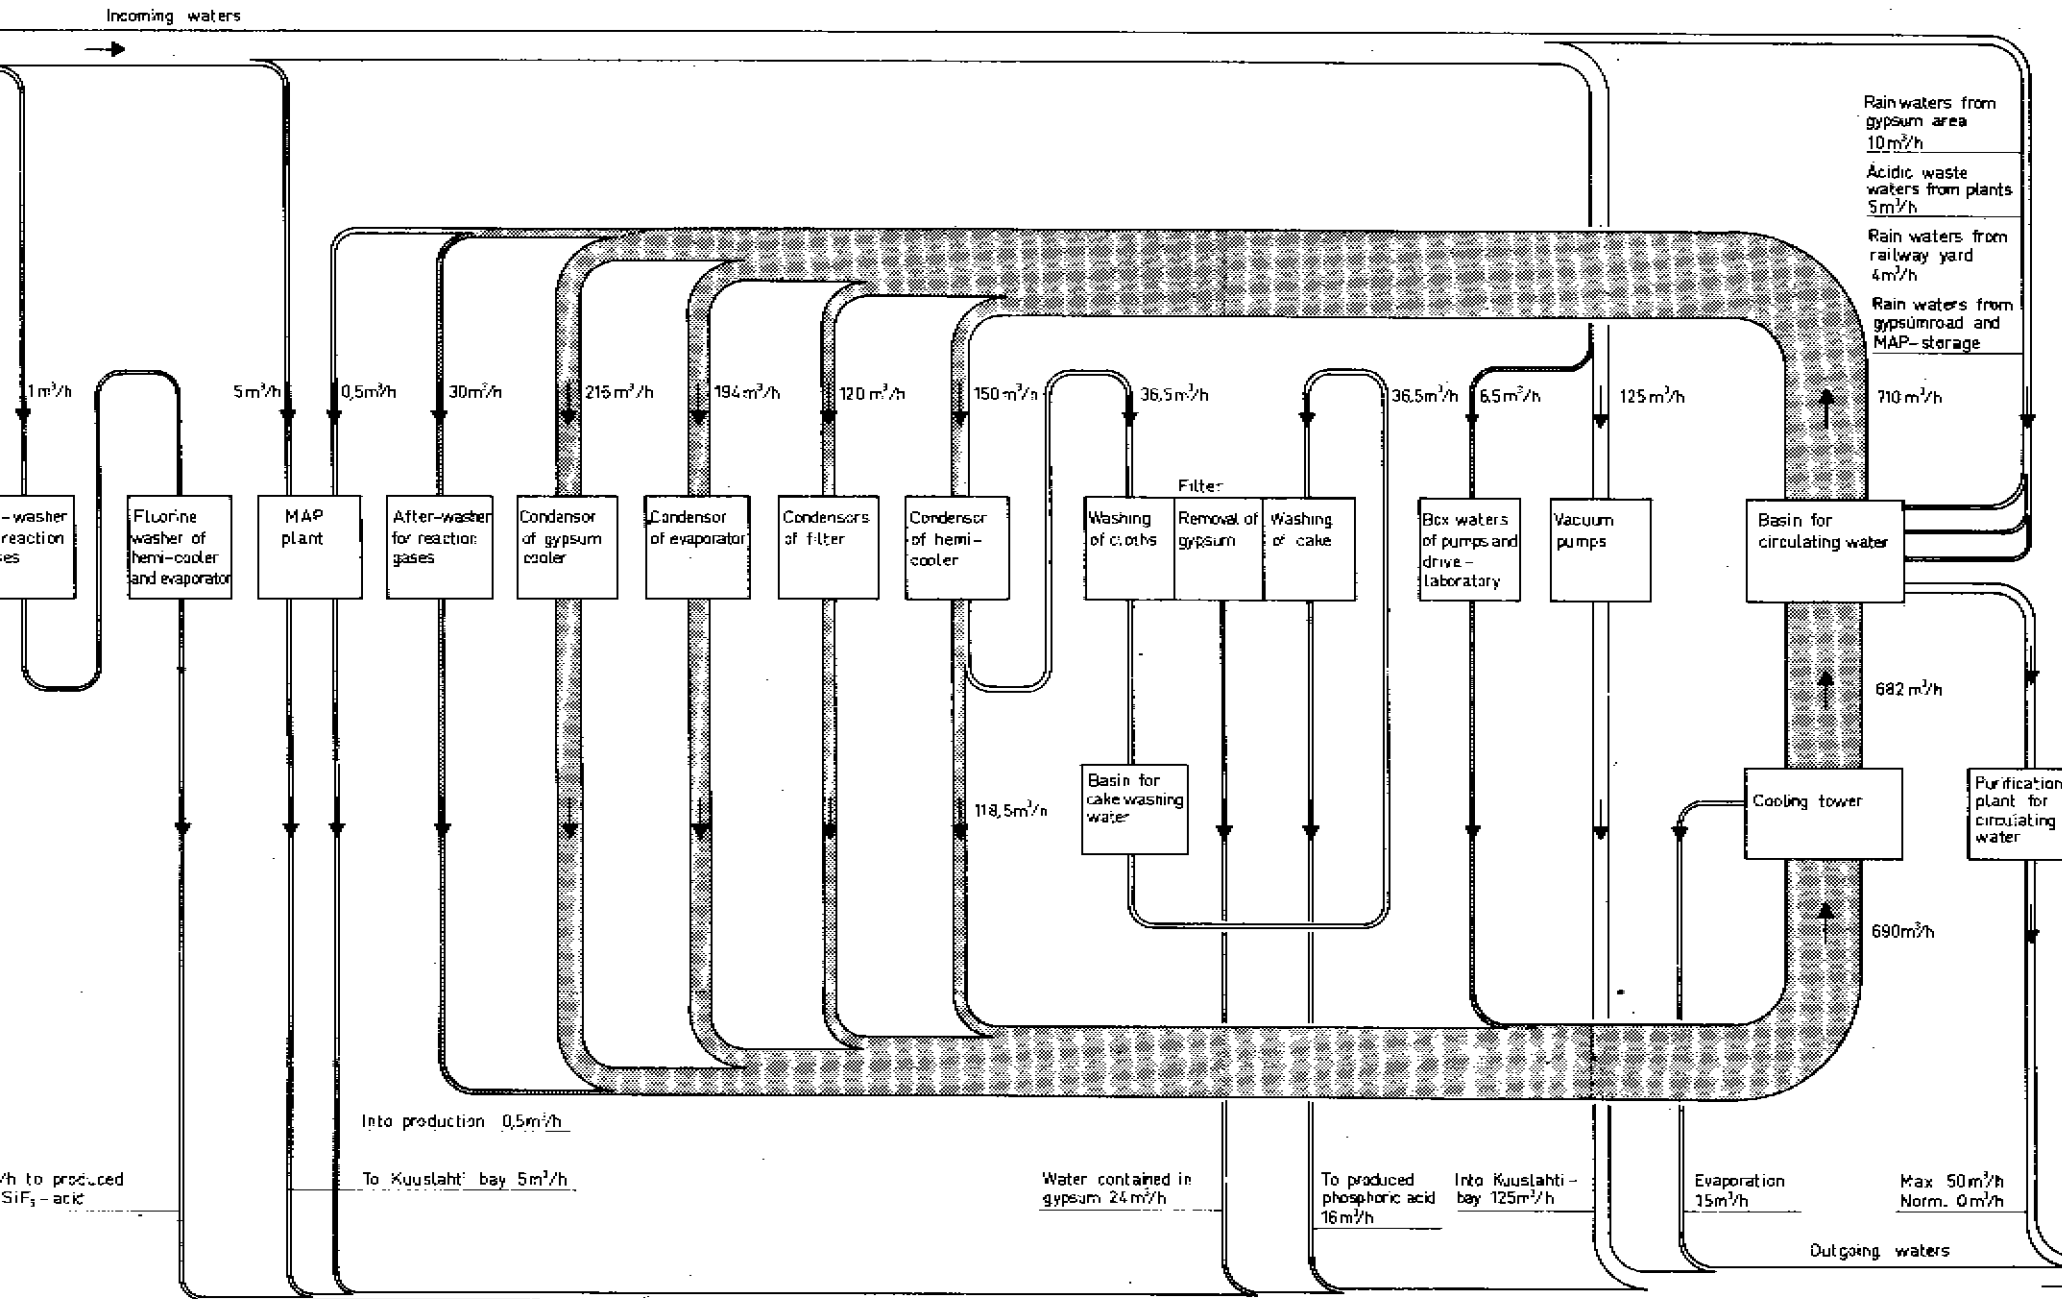 Incoming waters
Rain waters from
gypsum area
10 m³/h
Acidic waste
waters from plants
5 m³/h
Rain waters from
railway yard
4 m³/h
Rain waters from
gypsumroad and
MAP-storage
1 m³/h
5 m³/h
0,5 m³/h
30 m³/h
215 m³/h
194 m³/h
120 m³/h
150 m³/h
36,5 m³/h
36,5 m³/h
6,5 m³/h
125 m³/h
710 m³/h
Filter
-washer
reaction
Fluorine
washer of
hemi-cooler
and evaporator
MAP
plant
After-washer
for reaction
gases
Condensor
of gypsum
cooler
Condensor
of evaporator
Condensors
of filter
Condensor
of hemi-
cooler
Washing
of cloths
Removal of
gypsum
Washing
of cake
Box waters
of pumps and
drive-
laboratory
Vacuum
pumps
Basin for
circulating water
682 m³/h
Basin for
cake washing
water
118,5 m³/h
Cooling tower
Purification
plant for
circulating
water
690 m³/h
Into production 0,5 m³/h
To Kuuslahti bay 5 m³/h
/h to produced
SiF₆-acid
Water contained in
gypsum 24 m³/h
To produced
phosphoric acid
16 m³/h
Into Kuuslahti-
bay 125 m³/h
Evaporation
15 m³/h
Max 50 m³/h
Norm. 0 m³/h
Outgoing waters